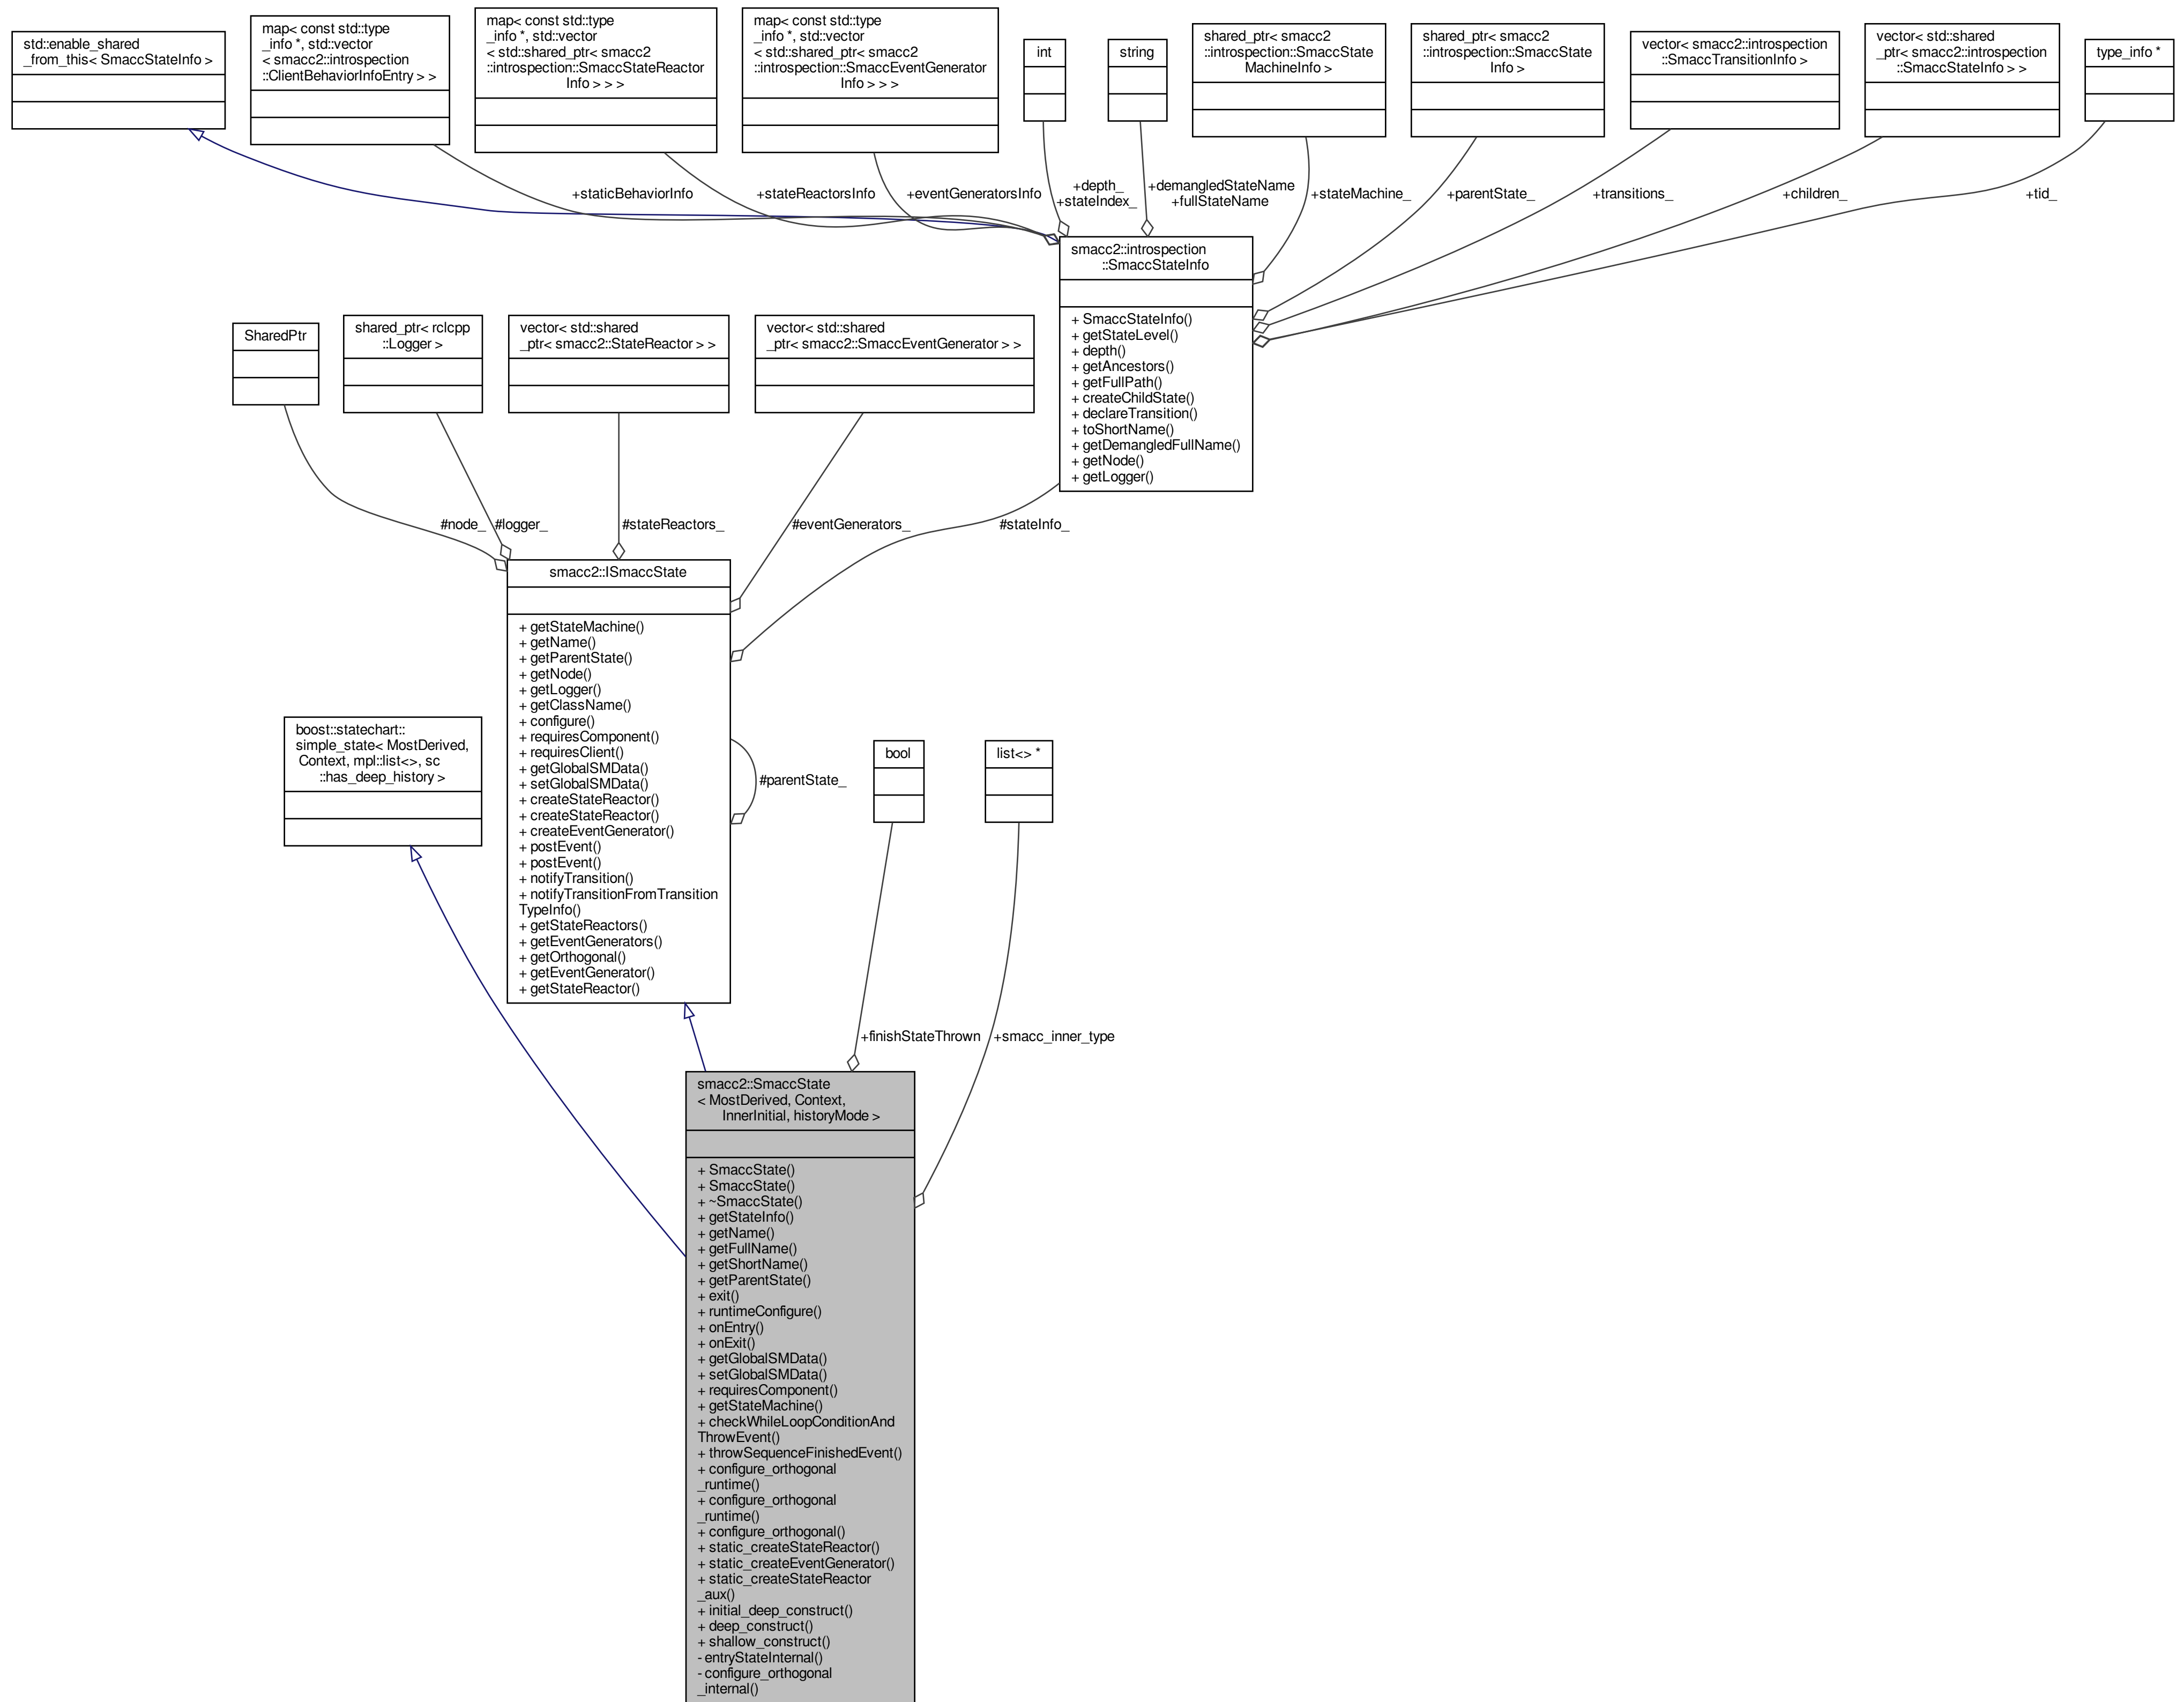 std::enable_shared
_from_this< SmaccStateInfo >
map< const std::type
_info *, std::vector
< smacc2::introspection
::ClientBehaviorInfoEntry > >
map< const std::type
_info *, std::vector
< std::shared_ptr< smacc2
::introspection::SmaccStateReactor
Info > > >
map< const std::type
_info *, std::vector
< std::shared_ptr< smacc2
::introspection::SmaccEventGenerator
Info > > >
int
string
shared_ptr< smacc2
::introspection::SmaccState
MachineInfo >
shared_ptr< smacc2
::introspection::SmaccState
Info >
vector< smacc2::introspection
::SmaccTransitionInfo >
vector< std::shared
_ptr< smacc2::introspection
::SmaccStateInfo > >
type_info *
+staticBehaviorInfo
+stateReactorsInfo
+eventGeneratorsInfo
+depth_
+stateIndex_
+demangledStateName
+fullStateName
+stateMachine_
+parentState_
+transitions_
+children_
+tid_
smacc2::introspection
::SmaccStateInfo
+ SmaccStateInfo()
+ getStateLevel()
+ depth()
+ getAncestors()
+ getFullPath()
+ createChildState()
+ declareTransition()
+ toShortName()
+ getDemangledFullName()
+ getNode()
+ getLogger()
SharedPtr
shared_ptr< rclcpp
::Logger >
vector< std::shared
_ptr< smacc2::StateReactor > >
vector< std::shared
_ptr< smacc2::SmaccEventGenerator > >
#node_
#logger_
#stateReactors_
#eventGenerators_
#stateInfo_
smacc2::ISmaccState
+ getStateMachine()
+ getName()
+ getParentState()
+ getNode()
+ getLogger()
+ getClassName()
+ configure()
+ requiresComponent()
+ requiresClient()
+ getGlobalSMData()
+ setGlobalSMData()
+ createStateReactor()
+ createStateReactor()
+ createEventGenerator()
+ postEvent()
+ postEvent()
+ notifyTransition()
+ notifyTransitionFromTransition
TypeInfo()
+ getStateReactors()
+ getEventGenerators()
+ getOrthogonal()
+ getEventGenerator()
+ getStateReactor()
#parentState_
boost::statechart::
simple_state< MostDerived,
Context, mpl::list<>, sc
::has_deep_history >
bool
list<> *
+finishStateThrown
+smacc_inner_type
smacc2::SmaccState
< MostDerived, Context,
InnerInitial, historyMode >
+ SmaccState()
+ SmaccState()
+ ~SmaccState()
+ getStateInfo()
+ getName()
+ getFullName()
+ getShortName()
+ getParentState()
+ exit()
+ runtimeConfigure()
+ onEntry()
+ onExit()
+ getGlobalSMData()
+ setGlobalSMData()
+ requiresComponent()
+ getStateMachine()
+ checkWhileLoopConditionAnd
ThrowEvent()
+ throwSequenceFinishedEvent()
+ configure_orthogonal
_runtime()
+ configure_orthogonal
_runtime()
+ configure_orthogonal()
+ static_createStateReactor()
+ static_createEventGenerator()
+ static_createStateReactor
_aux()
+ initial_deep_construct()
+ deep_construct()
+ shallow_construct()
- entryStateInternal()
- configure_orthogonal
_internal()